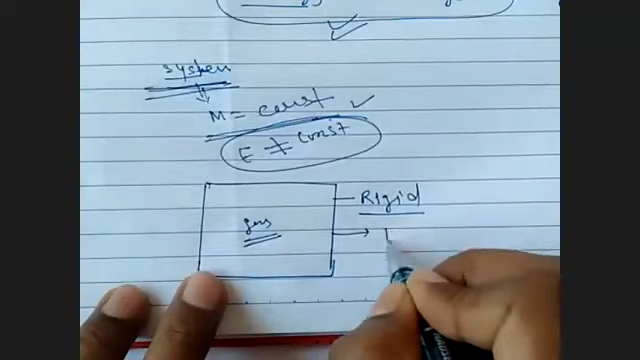 system
M = const ✓
E ≠ const
Rigid
gas